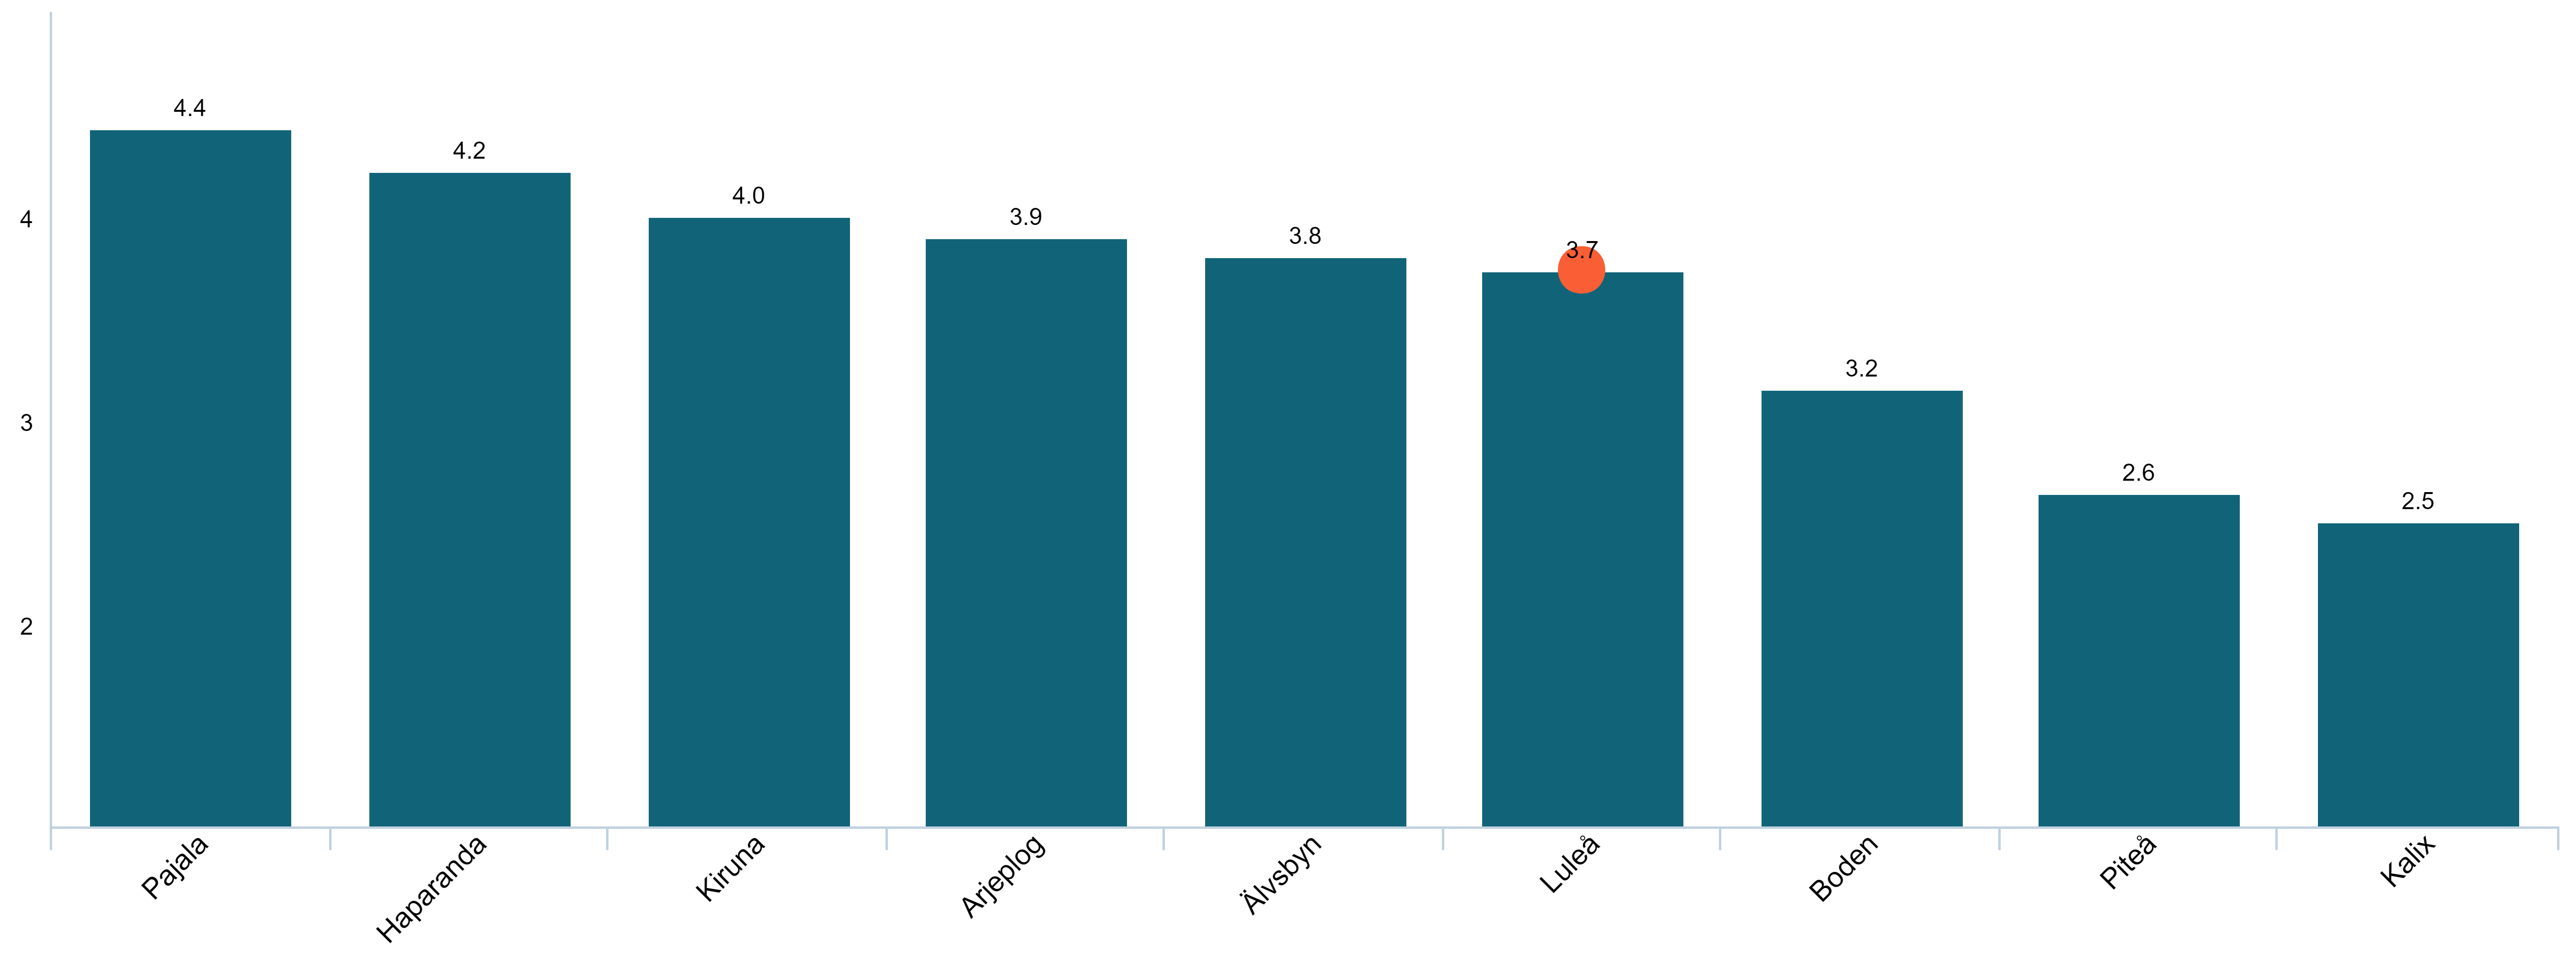 4.4
4.2
4.0
3.9
3.8
3.7
3.2
2.6
2.5
4
3
2
Pajala
Haparanda
Kiruna
Arjeplog
Älvsbyn
Luleå
Boden
Piteå
Kalix